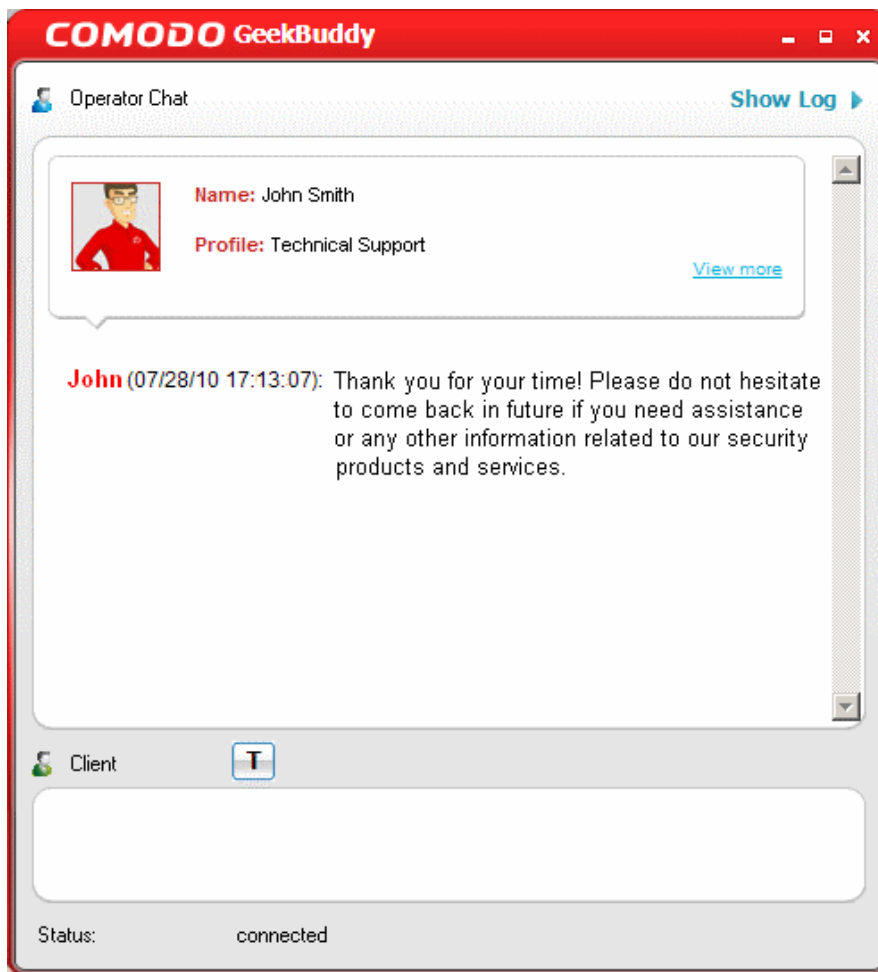 COMODO GeekBuddy
Operator Chat
Show Log
Name: John Smith
Profile: Technical Support
View more
John (07/28/10 17:13:07): Thank you for your time! Please do not hesitate
to come back in future if you need assistance
or any other information related to our security
products and services.
Client
T
Status: connected